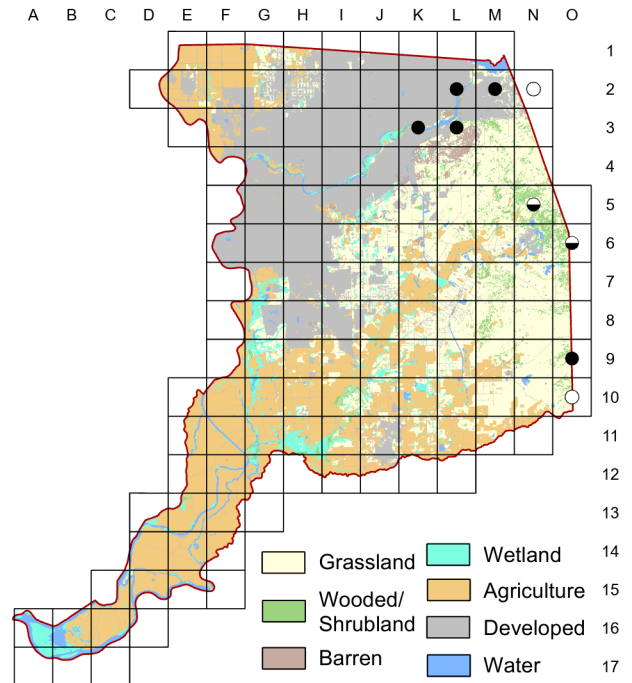 A B C D E F G H I J K L M N O
1
2
3
4
5
6
7
8
9
10
11
12
13
14
15
16
17
Grassland
Wooded/
Shrubland
Barren
Wetland
Agriculture
Developed
Water